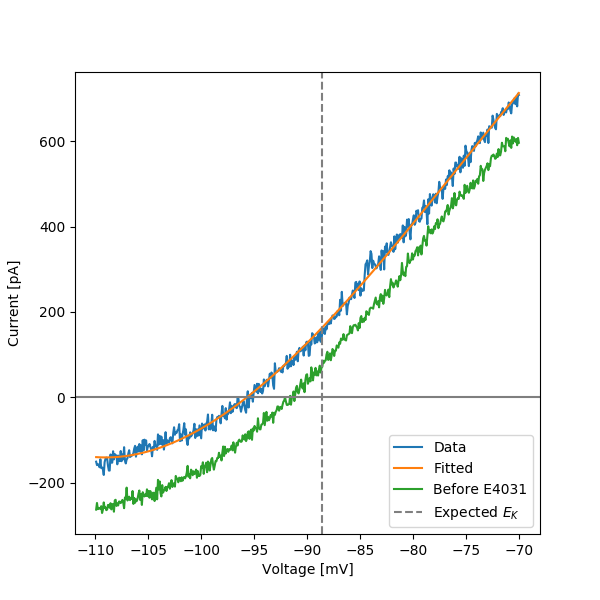 600
400
200
0
−200
Current [pA]
−110
−105
−100
−95
−90
−85
−80
−75
−70
Voltage [mV]
Data
Fitted
Before E4031
Expected E_K